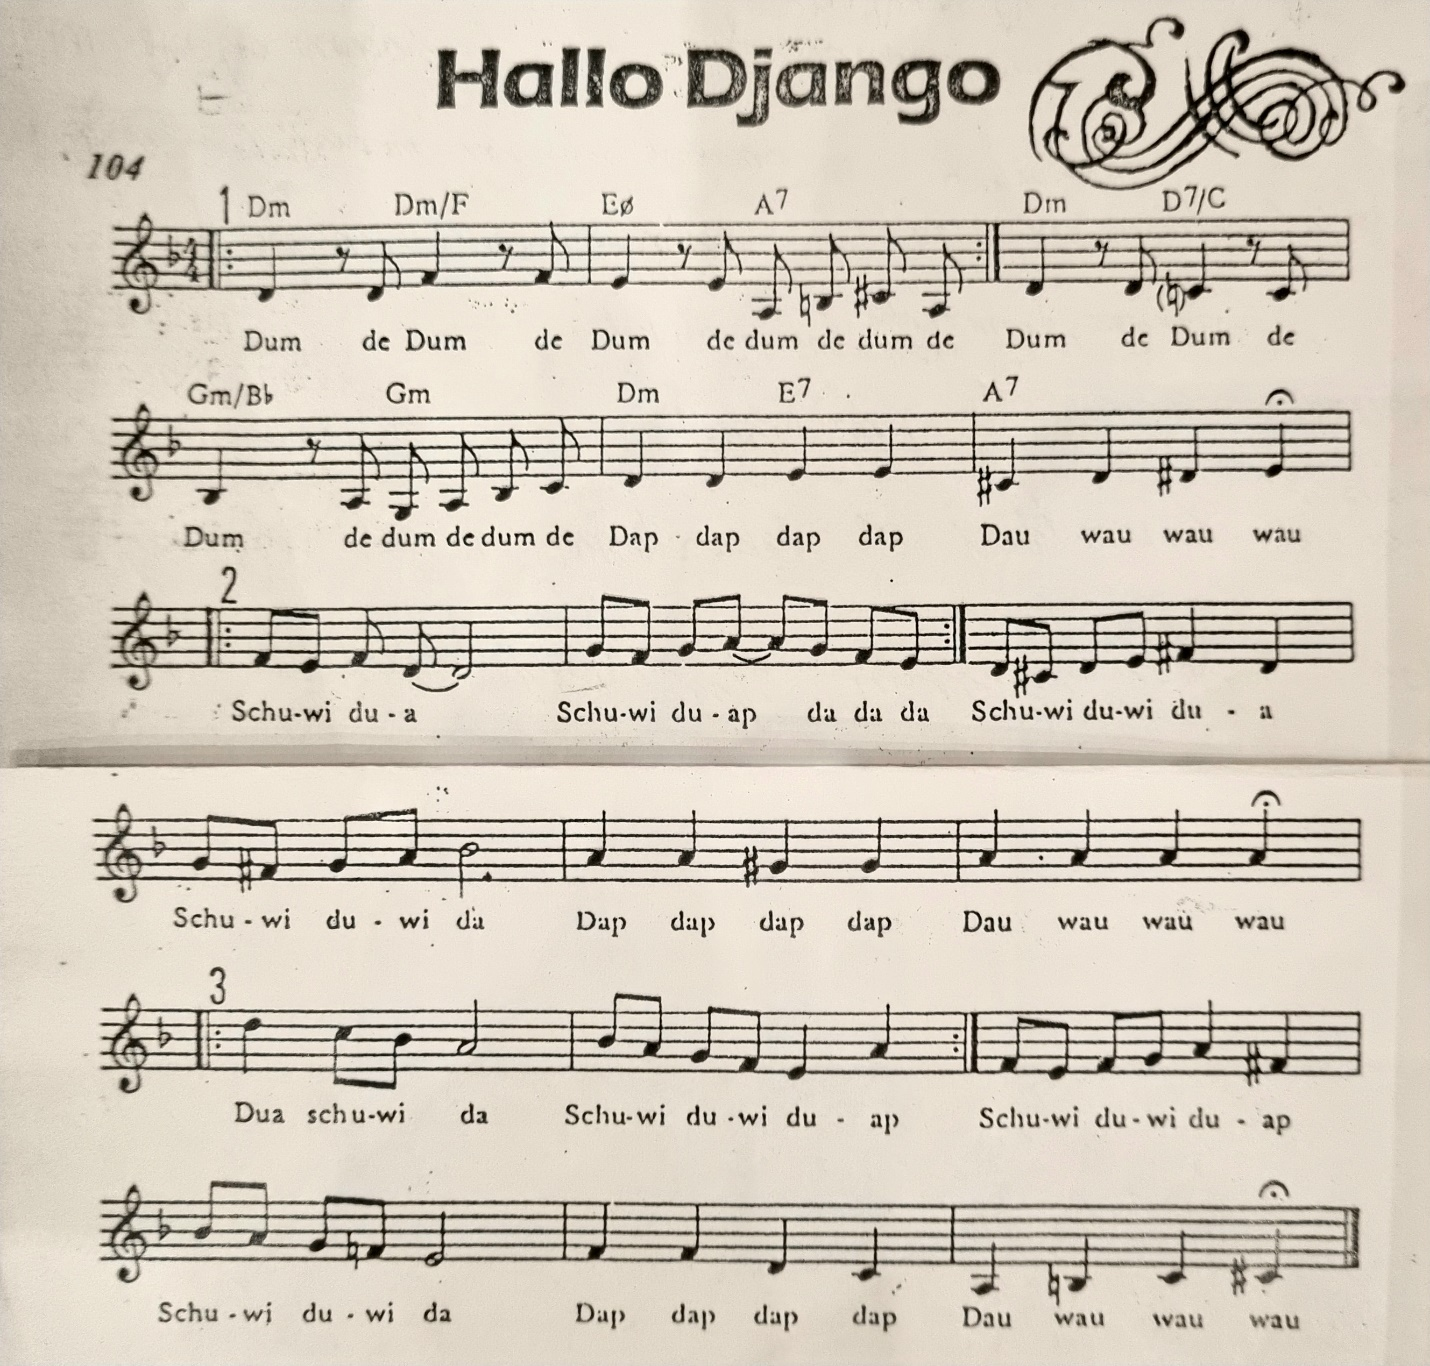 Hallo Django
104
1 Dm Dm/F Eø A7 Dm D7/C
4/4
Dum de Dum de Dum de dum de dum de Dum de Dum de
Gm/Bb Gm Dm E7 A7
Dum de dum de dum de Dap dap dap dap Dau wau wau wau
2
Schu-wi du - a Schu-wi du - ap da da da Schu-wi du-wi du - a
Schu - wi du - wi da Dap dap dap dap Dau wau wau wau
3
Dua schu-wi da Schu-wi du - wi du - ap Schu-wi du - wi du - ap
Schu - wi du - wi da Dap dap dap dap Dau wau wau wau